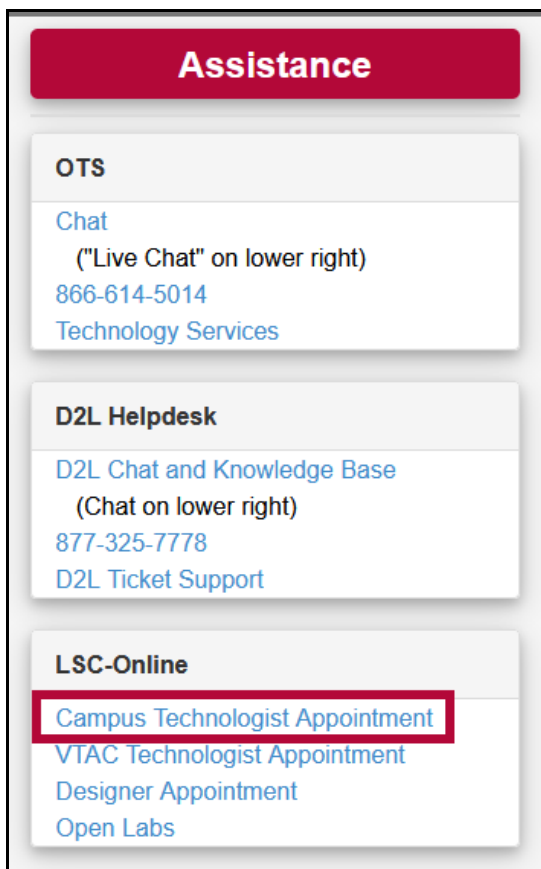 Assistance
OTS
Chat
("Live Chat" on lower right)
866-614-5014
Technology Services
D2L Helpdesk
D2L Chat and Knowledge Base
(Chat on lower right)
877-325-7778
D2L Ticket Support
LSC-Online
Campus Technologist Appointment
VTAC Technologist Appointment
Designer Appointment
Open Labs